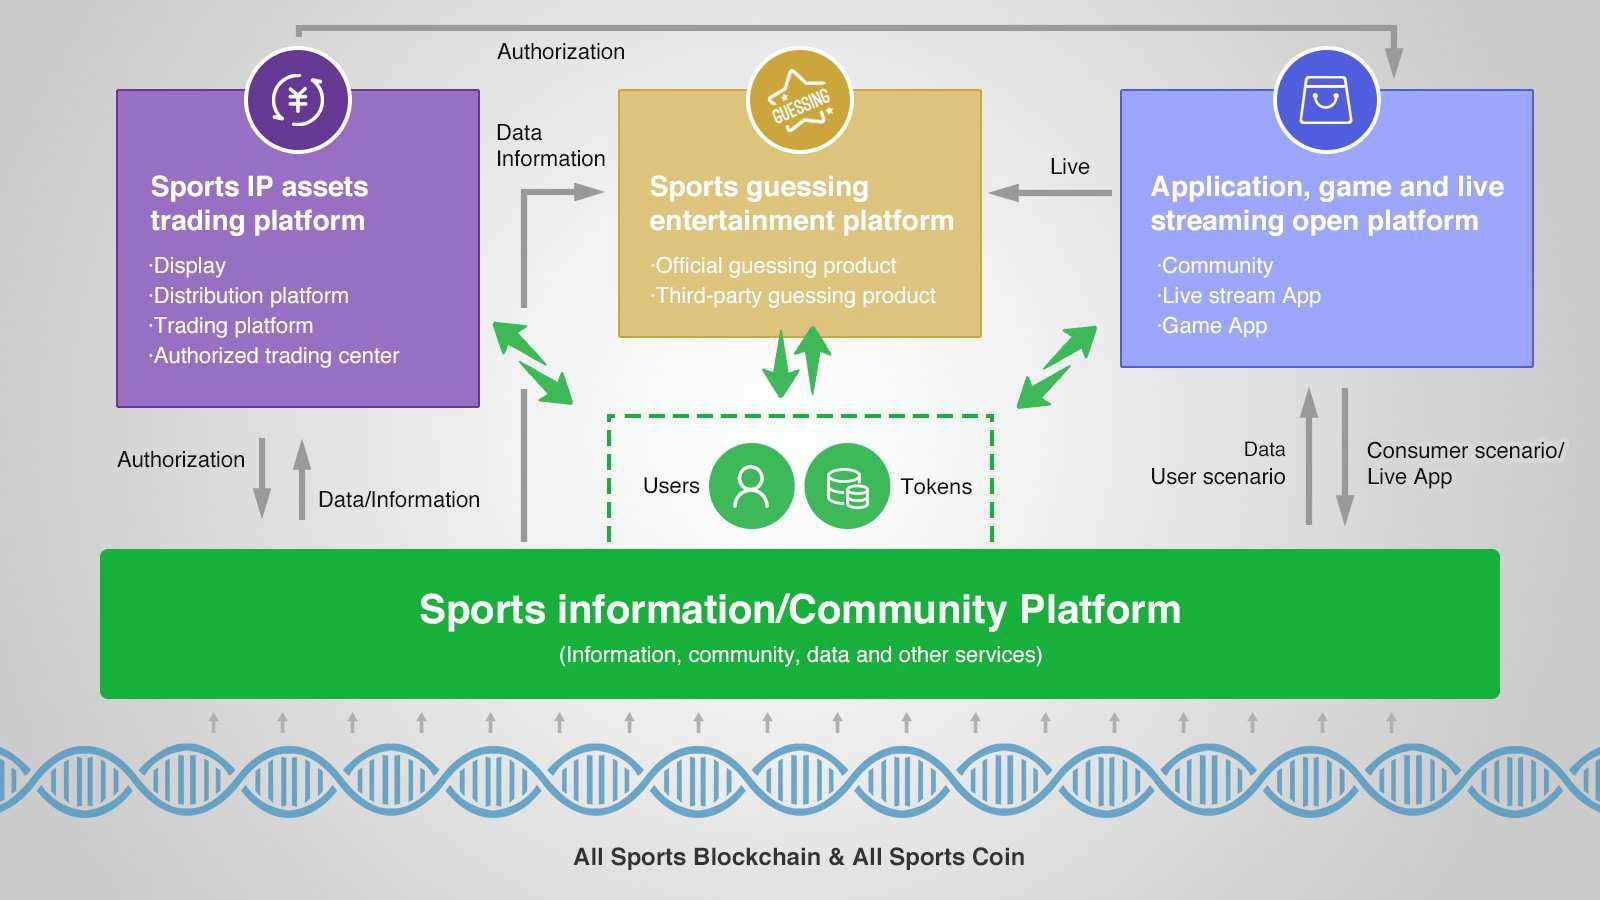 Authorization
Data
Information
GUESSING
Live
Sports IP assets
trading platform
·Display
·Distribution platform
·Trading platform
·Authorized trading center
Sports guessing
entertainment platform
·Official guessing product
·Third-party guessing product
Application, game and live
streaming open platform
·Community
·Live stream App
·Game App
Authorization
Data/Information
Users
Tokens
Data
User scenario
Consumer scenario/
Live App
Sports information/Community Platform
(Information, community, data and other services)
All Sports Blockchain & All Sports Coin